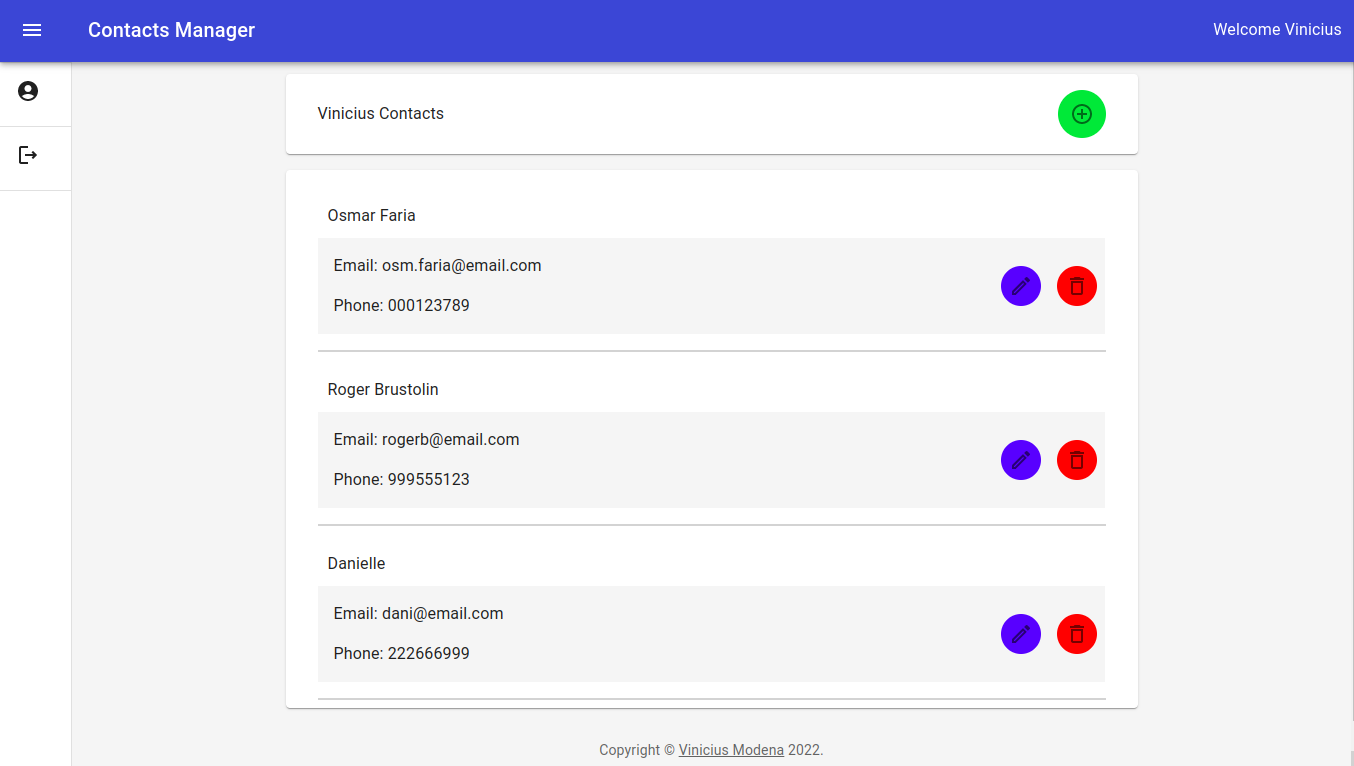 Contacts Manager
Welcome Vinicius
Vinicius Contacts
Osmar Faria
Email: osm.faria@email.com
Phone: 000123789
Roger Brustolin
Email: rogerb@email.com
Phone: 999555123
Danielle
Email: dani@email.com
Phone: 222666999
Copyright © Vinicius Modena 2022.